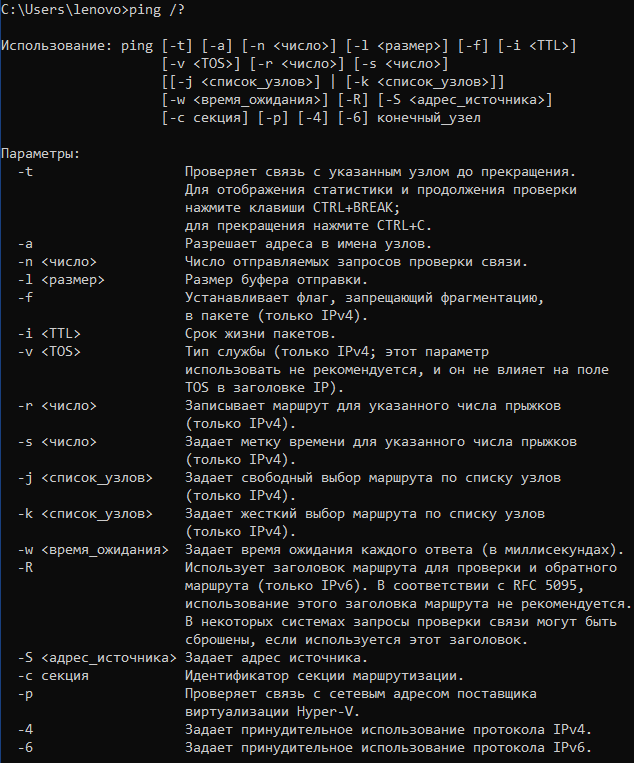 C:\Users\lenovo>ping /?
Использование: ping [-t] [-a] [-n <число>] [-l <размер>] [-f] [-i <TTL>]
[-v <TOS>] [-r <число>] [-s <число>]
[[-j <список_узлов>] | [-k <список_узлов>]]
[-w <время_ожидания>] [-R] [-S <адрес_источника>]
[-c секция] [-p] [-4] [-6] конечный_узел
Параметры:
-t Проверяет связь с указанным узлом до прекращения.
Для отображения статистики и продолжения проверки
нажмите клавиши CTRL+BREAK;
для прекращения нажмите CTRL+C.
-a Разрешает адреса в имена узлов.
-n <число> Число отправляемых запросов проверки связи.
-l <размер> Размер буфера отправки.
-f Устанавливает флаг, запрещающий фрагментацию,
в пакете (только IPv4).
-i <TTL> Срок жизни пакетов.
-v <TOS> Тип службы (только IPv4; этот параметр
использовать не рекомендуется, и он не влияет на поле
TOS в заголовке IP).
-r <число> Записывает маршрут для указанного числа прыжков
(только IPv4).
-s <число> Задает метку времени для указанного числа прыжков
(только IPv4).
-j <список_узлов> Задает свободный выбор маршрута по списку узлов
(только IPv4).
-k <список_узлов> Задает жесткий выбор маршрута по списку узлов
(только IPv4).
-w <время_ожидания> Задает время ожидания каждого ответа (в миллисекундах).
-R Использует заголовок маршрута для проверки и обратного
маршрута (только IPv6). В соответствии с RFC 5095,
использование этого заголовка маршрута не рекомендуется.
В некоторых системах запросы проверки связи могут быть
сброшены, если используется этот заголовок.
-S <адрес_источника> Задает адрес источника.
-c секция Идентификатор секции маршрутизации.
-p Проверяет связь с сетевым адресом поставщика
виртуализации Hyper-V.
-4 Задает принудительное использование протокола IPv4.
-6 Задает принудительное использование протокола IPv6.